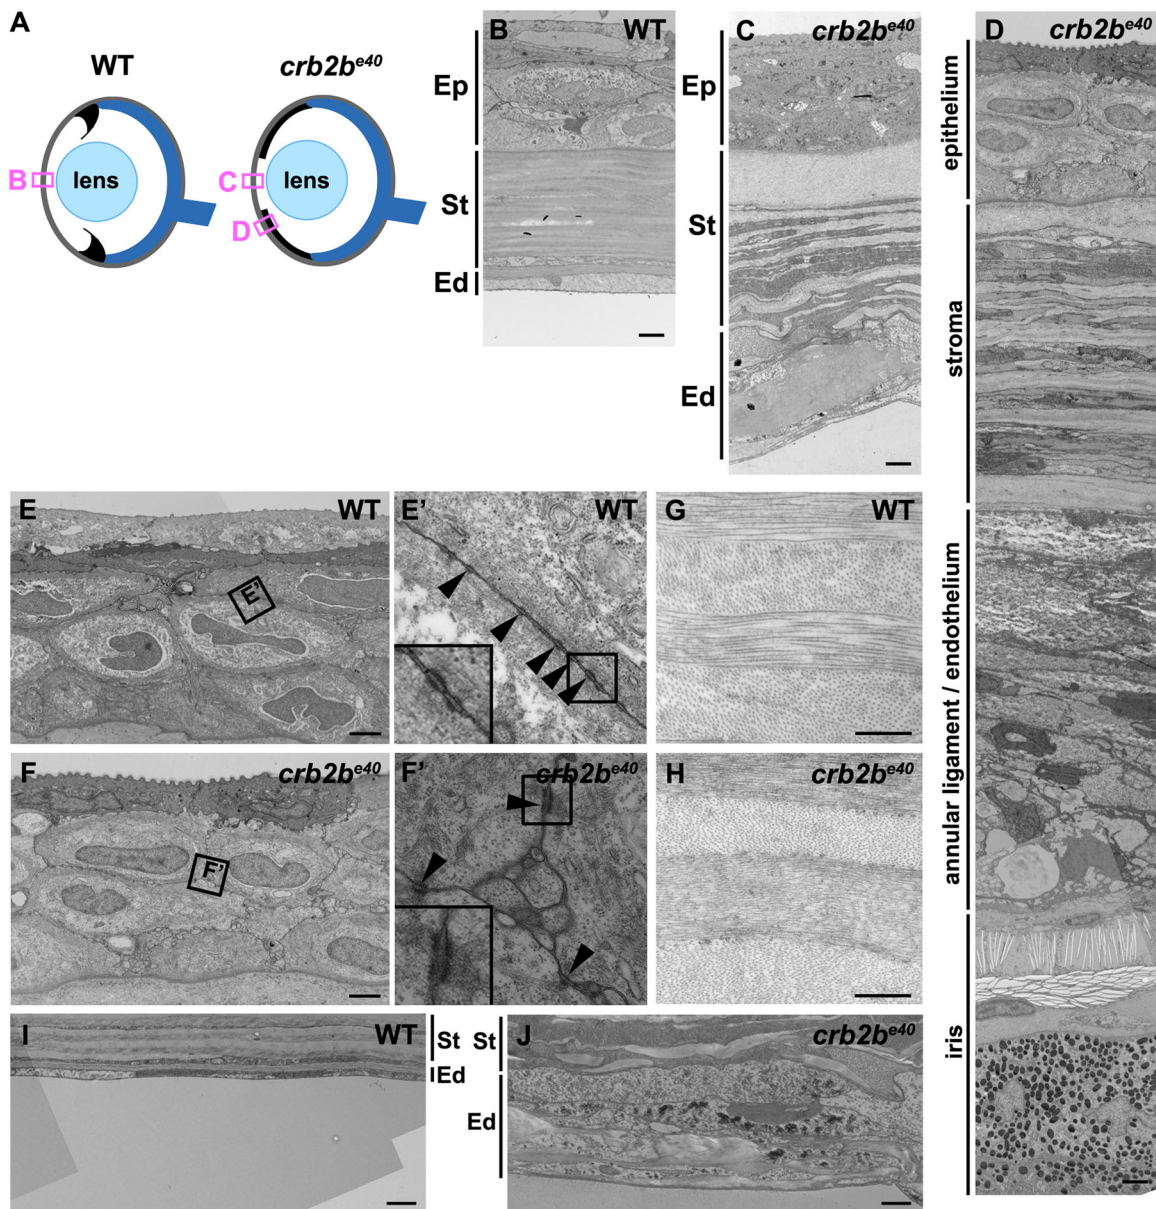 A
WT
crb2b^e40
B
lens
C
D
lens
B
WT
Ep
St
Ed
C
crb2b^e40
Ep
St
Ed
D
crb2b^e40
epithelium
stroma
annular ligament / endothelium
iris
E
WT
E'
E'
WT
G
WT
F
crb2b^e40
F'
F'
crb2b^e40
H
crb2b^e40
I
WT
St
Ed
St
Ed
J
crb2b^e40